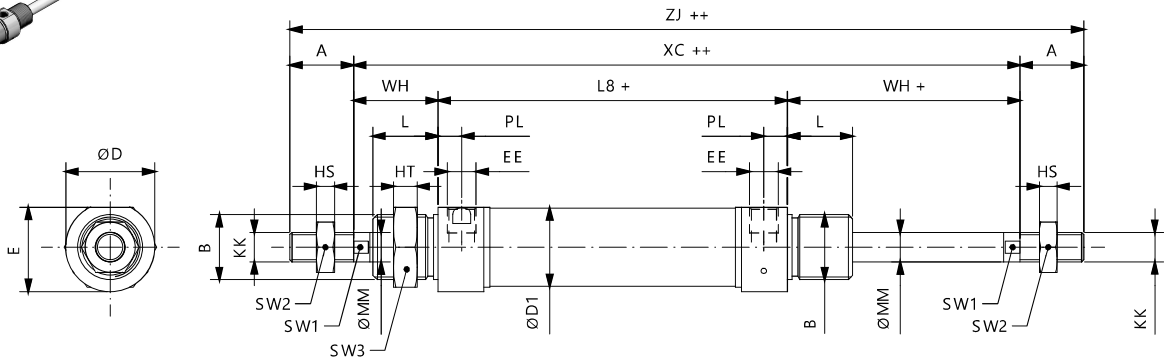 ZJ ++
A XC ++ A
WH L8 + WH +
L PL PL L
ØD HS HT EE EE HS
E B KK ØMM ØD1 B ØMM KK
SW2 SW1
SW1 SW2
SW3